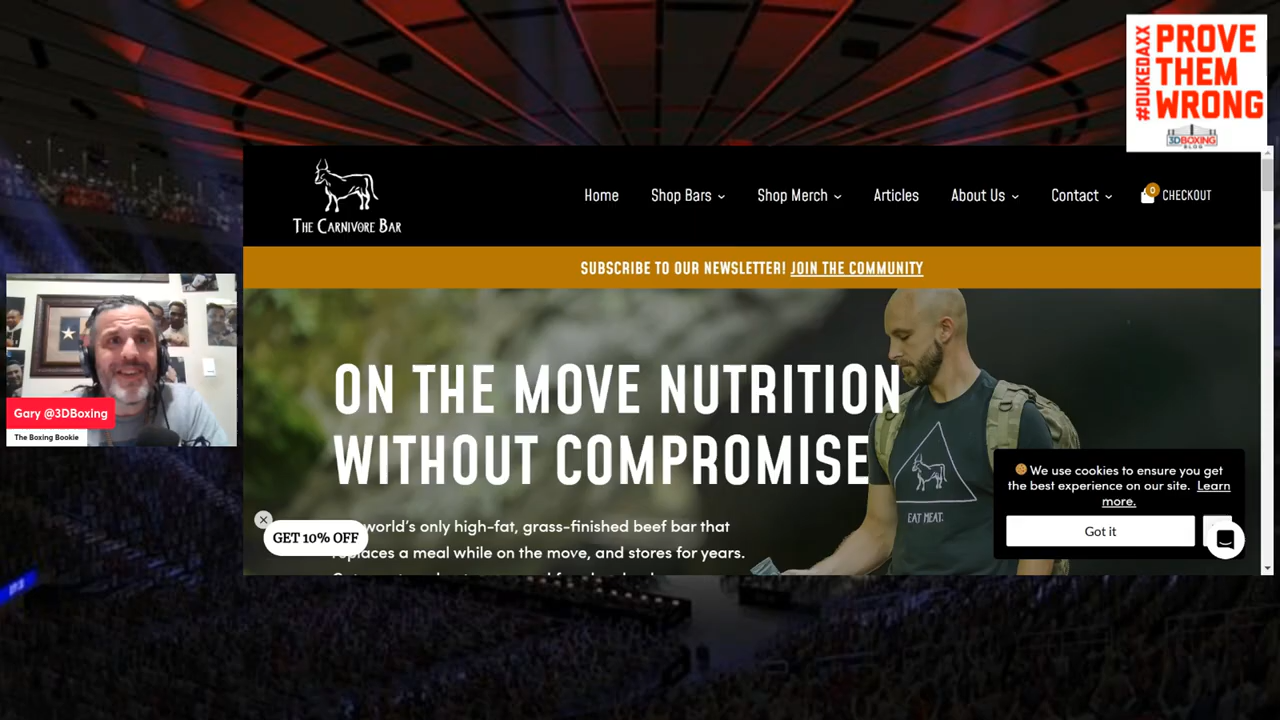 #DUKEDAXX
PROVE
THEM
WRONG
3DBOXING
BLOG
THE CARNIVORE BAR
Home
Shop Bars
Shop Merch
Articles
About Us
Contact
0
CHECKOUT
SUBSCRIBE TO OUR NEWSLETTER! JOIN THE COMMUNITY
ON THE MOVE NUTRITION
WITHOUT COMPROMISE
world's only high-fat, grass-finished beef bar that
replaces a meal while on the move, and stores for years.
GET 10% OFF
EAT MEAT.
We use cookies to ensure you get
the best experience on our site. Learn
more.
Got it
Gary @3DBoxing
The Boxing Bookie